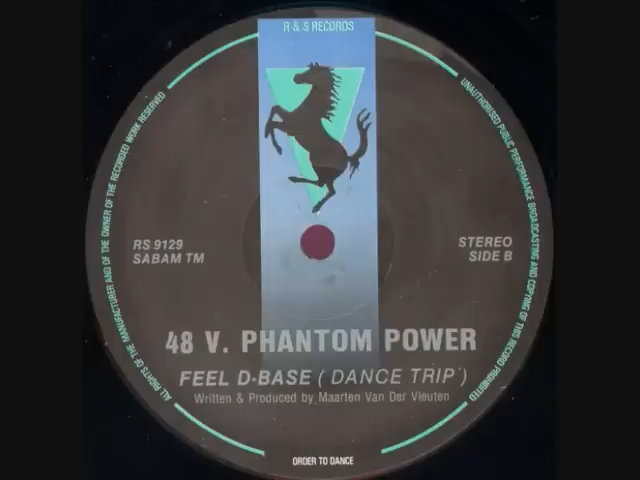 R & S RECORDS
ALL RIGHTS OF THE MANUFACTURER AND OF THE OWNER OF THE RECORDED WORK RESERVED
UNAUTHORISED PUBLIC PERFORMANCE BROADCASTING AND COPYING OF THIS RECORD PROHIBITED
RS 9129
SABAM TM
STEREO
SIDE B
48 V. PHANTOM POWER
FEEL D-BASE ( DANCE TRIP )
Written & Produced by Maarten Van Der Vleuten
ORDER TO DANCE